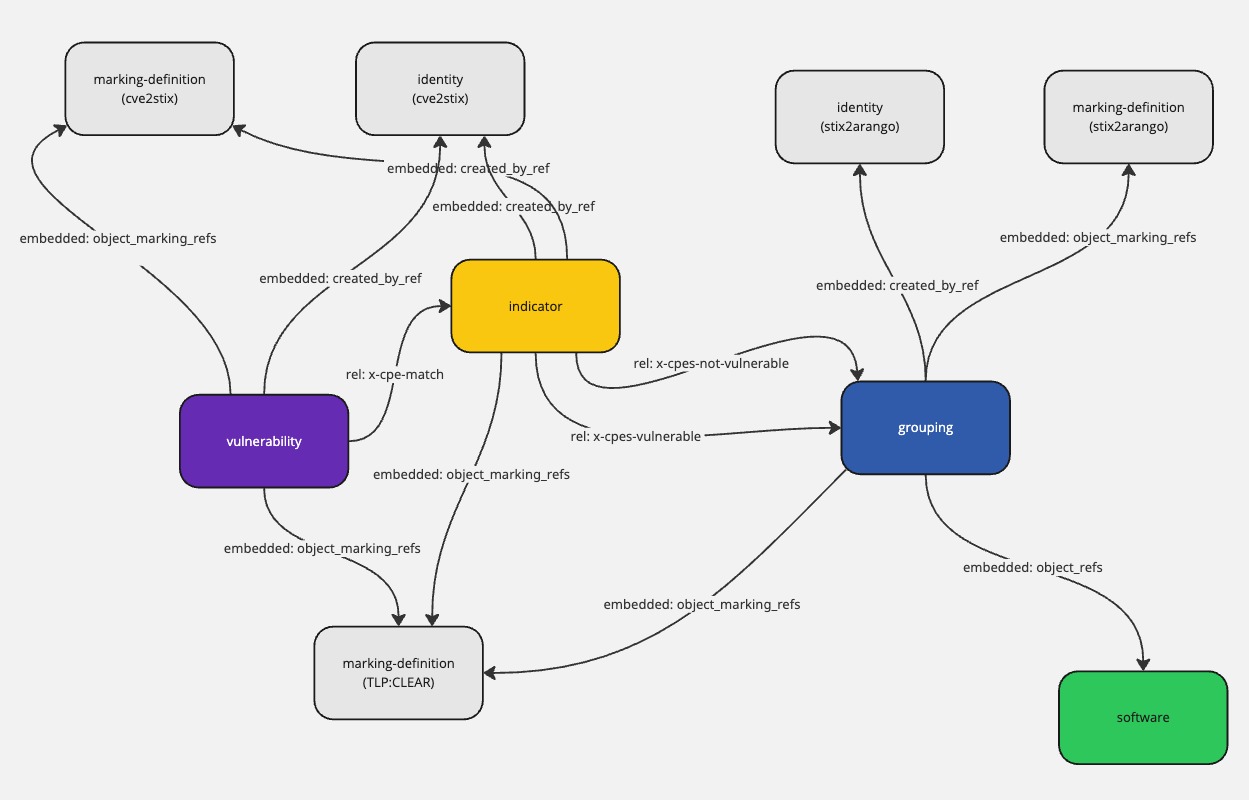 marking-definition
(cve2stix)
identity
(cve2stix)
identity
(stix2arango)
marking-definition
(stix2arango)
embedded: created_by_ref
embedded: created_by_ref
embedded: object_marking_refs
embedded: object_marking_refs
embedded: created_by_ref
embedded: created_by_ref
indicator
rel: x-cpes-not-vulnerable
rel: x-cpe-match
grouping
rel: x-cpes-vulnerable
vulnerability
embedded: object_marking_refs
embedded: object_marking_refs
embedded: object_refs
embedded: object_marking_refs
marking-definition
(TLP:CLEAR)
software